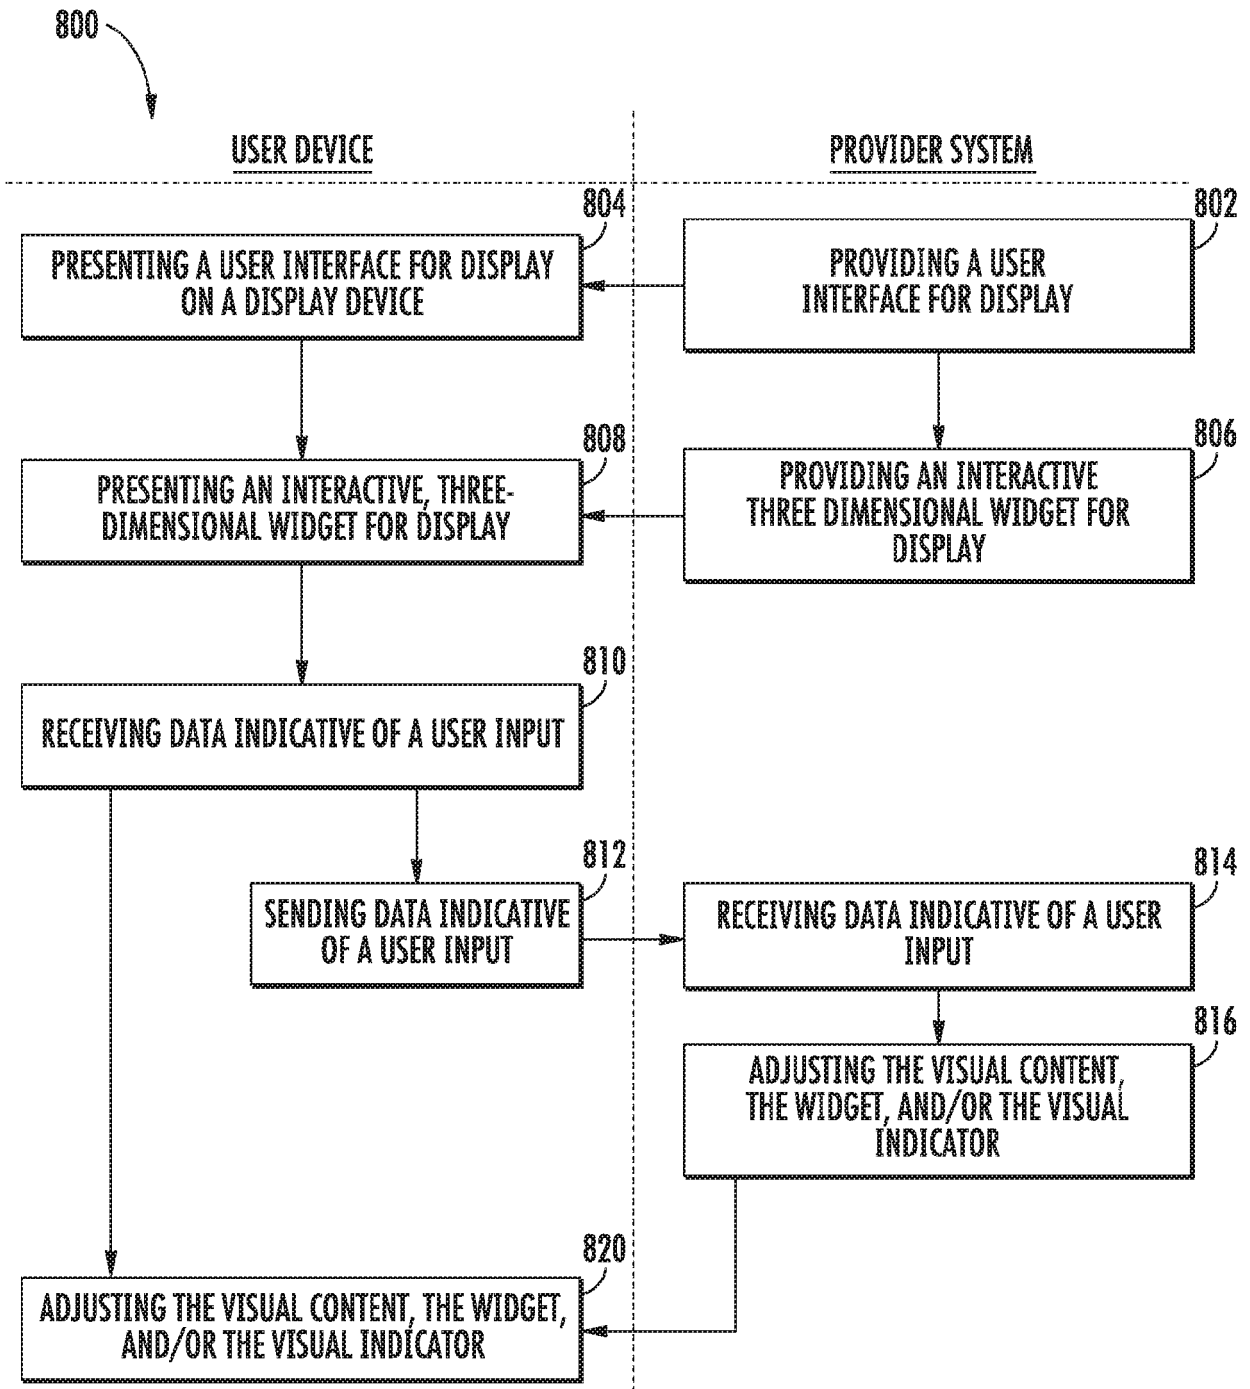 800
USER DEVICE
PROVIDER SYSTEM
804
PRESENTING A USER INTERFACE FOR DISPLAY
ON A DISPLAY DEVICE
802
PROVIDING A USER
INTERFACE FOR DISPLAY
808
PRESENTING AN INTERACTIVE, THREE-
DIMENSIONAL WIDGET FOR DISPLAY
806
PROVIDING AN INTERACTIVE
THREE DIMENSIONAL WIDGET FOR
DISPLAY
810
RECEIVING DATA INDICATIVE OF A USER INPUT
812
SENDING DATA INDICATIVE
OF A USER INPUT
814
RECEIVING DATA INDICATIVE OF A USER
INPUT
816
ADJUSTING THE VISUAL CONTENT,
THE WIDGET, AND/OR THE VISUAL
INDICATOR
820
ADJUSTING THE VISUAL CONTENT, THE WIDGET,
AND/OR THE VISUAL INDICATOR